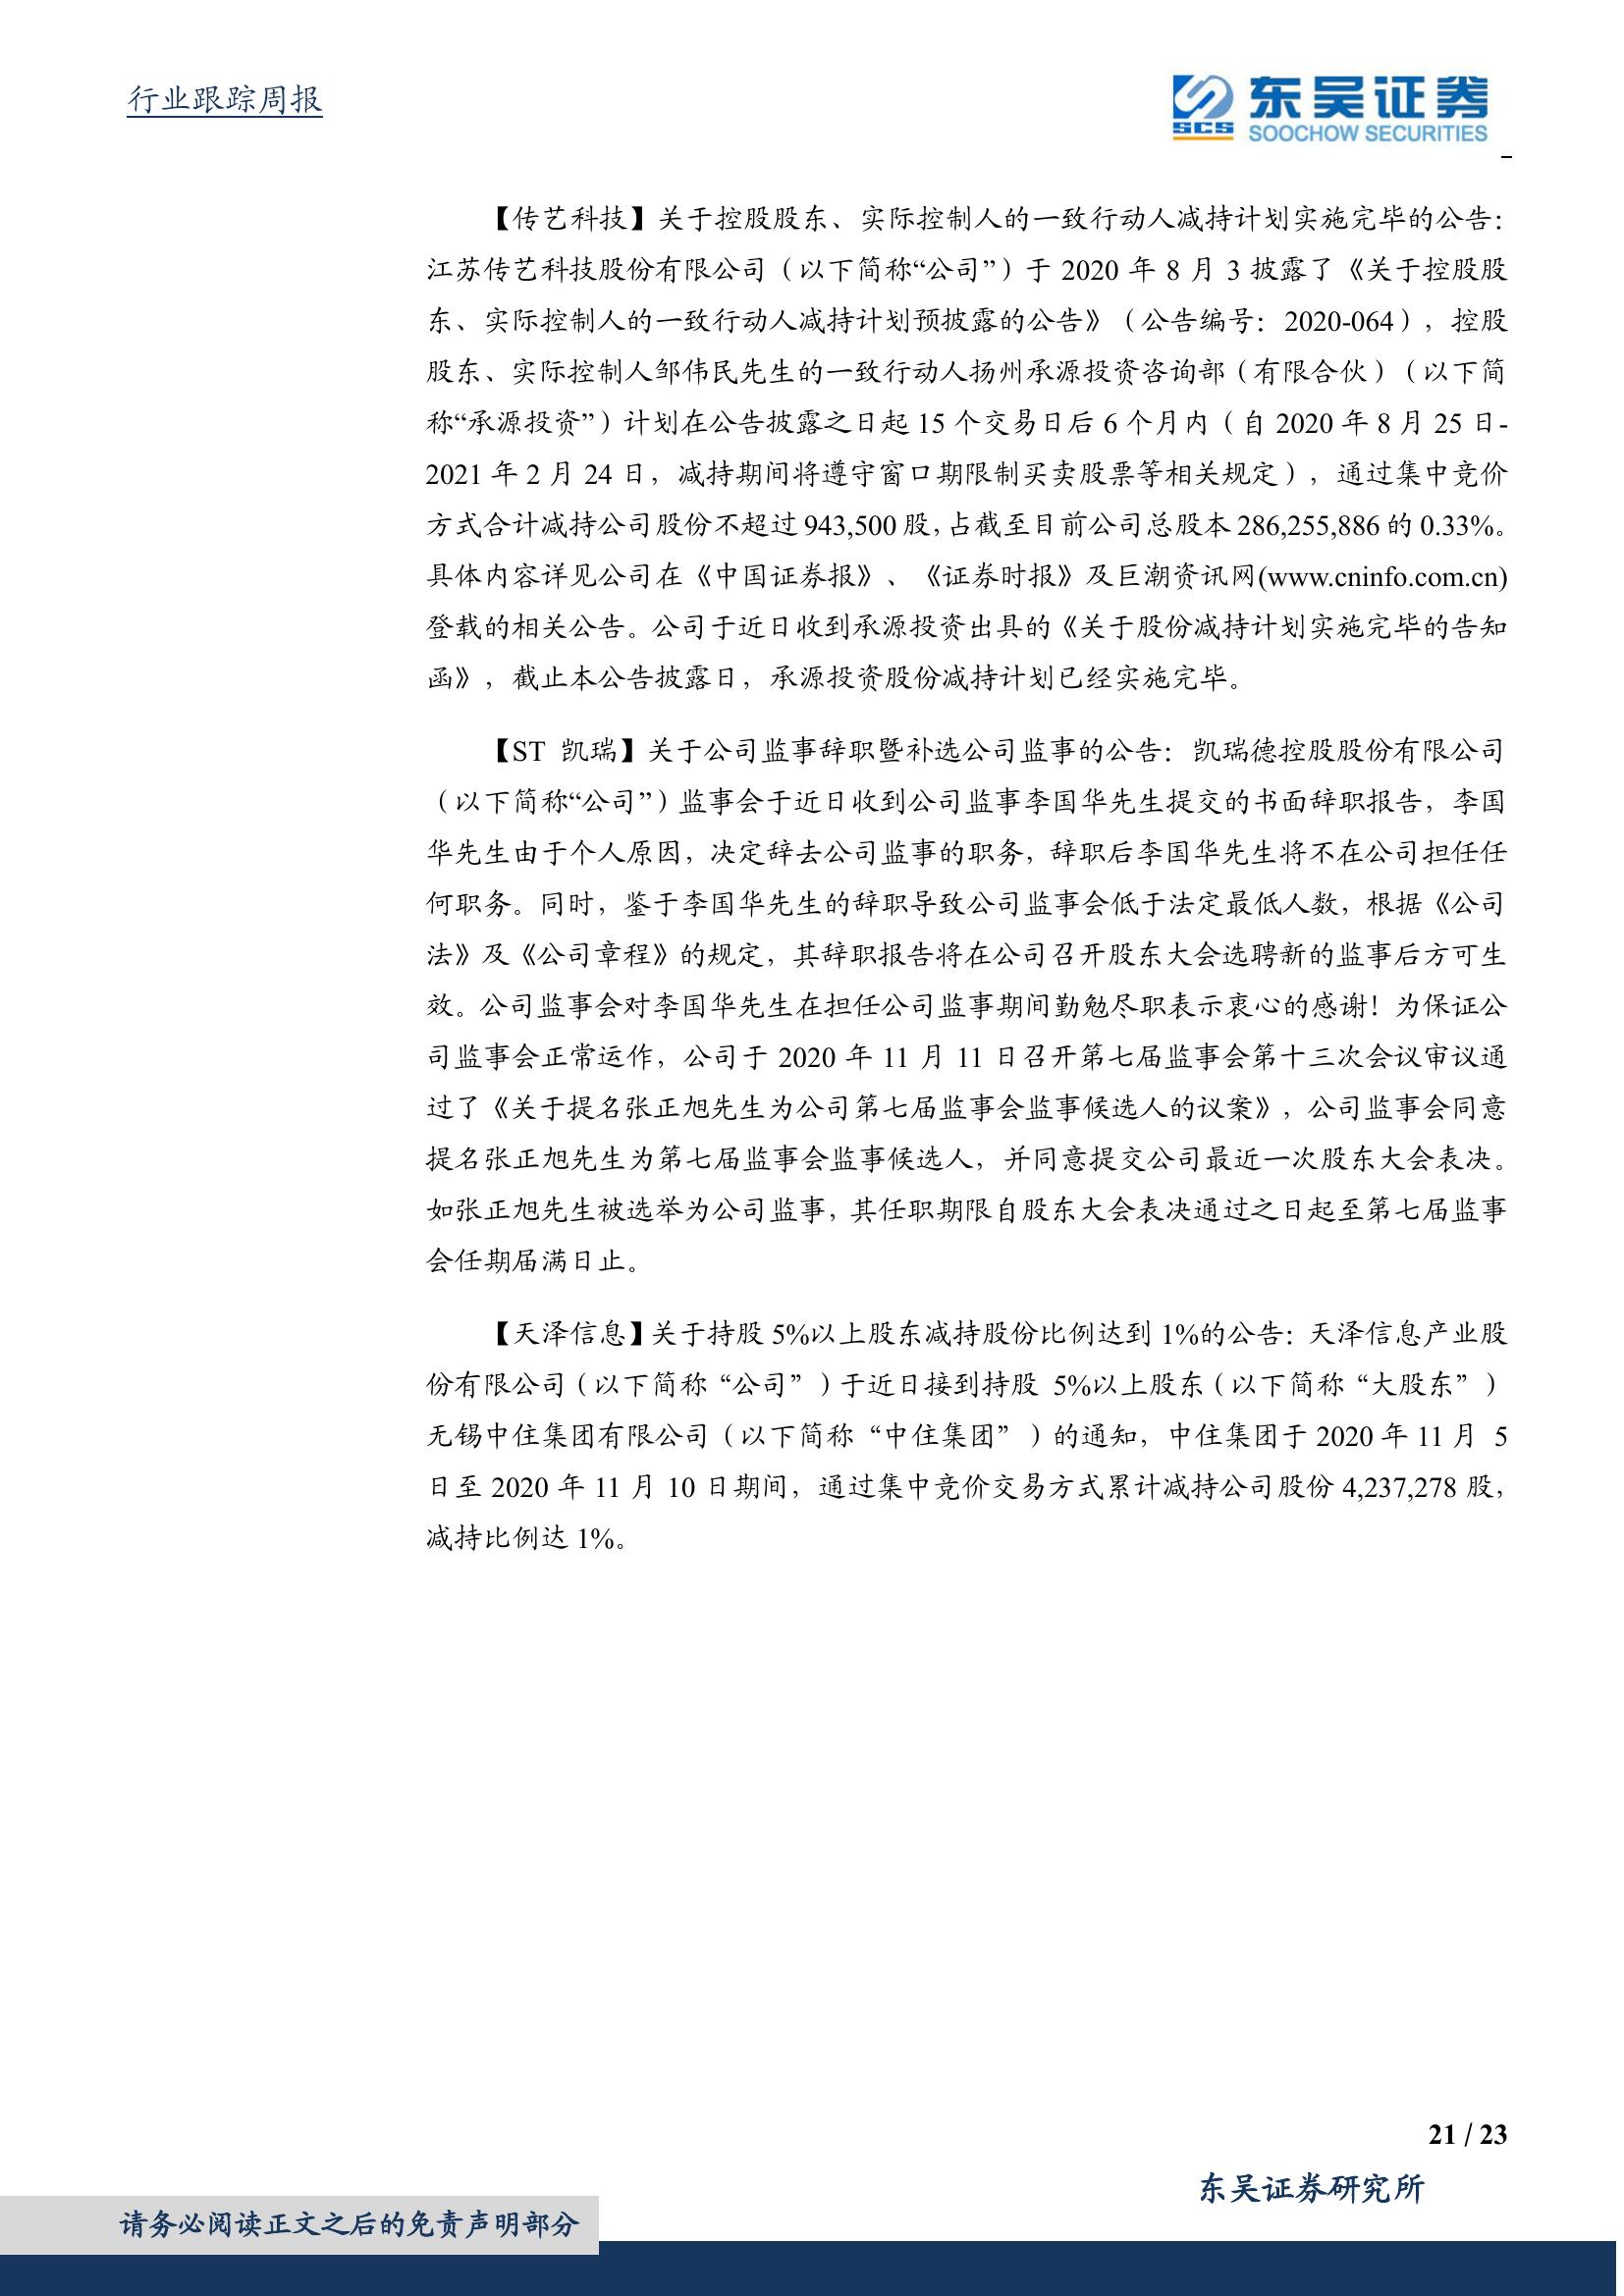 行业跟踪周报
SCS 东吴证券
SOOCHOW SECURITIES
【传艺科技】关于控股股东、实际控制人的一致行动人减持计划实施完毕的公告：
江苏传艺科技股份有限公司（以下简称“公司”）于 2020 年 8 月 3 披露了《关于控股股
东、实际控制人的一致行动人减持计划预披露的公告》（公告编号：2020-064），控股
股东、实际控制人邹伟民先生的一致行动人扬州承源投资咨询部（有限合伙）（以下简
称“承源投资”）计划在公告披露之日起 15 个交易日后 6 个月内（自 2020 年 8 月 25 日-
2021 年 2 月 24 日，减持期间将遵守窗口期限制买卖股票等相关规定），通过集中竞价
方式合计减持公司股份不超过 943,500 股，占截至目前公司总股本 286,255,886 的 0.33%。
具体内容详见公司在《中国证券报》、《证券时报》及巨潮资讯网(www.cninfo.com.cn)
登载的相关公告。公司于近日收到承源投资出具的《关于股份减持计划实施完毕的告知
函》，截止本公告披露日，承源投资股份减持计划已经实施完毕。
【ST 凯瑞】关于公司监事辞职暨补选公司监事的公告：凯瑞德控股股份有限公司
（以下简称“公司”）监事会于近日收到公司监事李国华先生提交的书面辞职报告，李国
华先生由于个人原因，决定辞去公司监事的职务，辞职后李国华先生将不在公司担任任
何职务。同时，鉴于李国华先生的辞职导致公司监事会低于法定最低人数，根据《公司
法》及《公司章程》的规定，其辞职报告将在公司召开股东大会选聘新的监事后方可生
效。公司监事会对李国华先生在担任公司监事期间勤勉尽职表示衷心的感谢！为保证公
司监事会正常运作，公司于 2020 年 11 月 11 日召开第七届监事会第十三次会议审议通
过了《关于提名张正旭先生为公司第七届监事会监事候选人的议案》，公司监事会同意
提名张正旭先生为第七届监事会监事候选人，并同意提交公司最近一次股东大会表决。
如张正旭先生被选举为公司监事，其任职期限自股东大会表决通过之日起至第七届监事
会任期届满日止。
【天泽信息】关于持股 5%以上股东减持股份比例达到 1%的公告：天泽信息产业股
份有限公司（以下简称“公司”）于近日接到持股 5%以上股东（以下简称“大股东”）
无锡中住集团有限公司（以下简称“中住集团”）的通知，中住集团于 2020 年 11 月 5
日至 2020 年 11 月 10 日期间，通过集中竞价交易方式累计减持公司股份 4,237,278 股，
减持比例达 1%。
21 / 23
东吴证券研究所
请务必阅读正文之后的免责声明部分